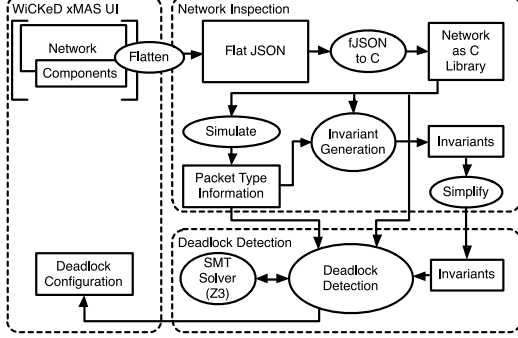 WiCKeD xMAS UI
Network
Components
Flatten
Network Inspection
Flat JSON
fJSON
to C
Network
as C
Library
Simulate
Invariant
Generation
Invariants
Packet Type
Information
Simplify
Deadlock Detection
Deadlock
Configuration
SMT
Solver
(Z3)
Deadlock
Detection
Invariants